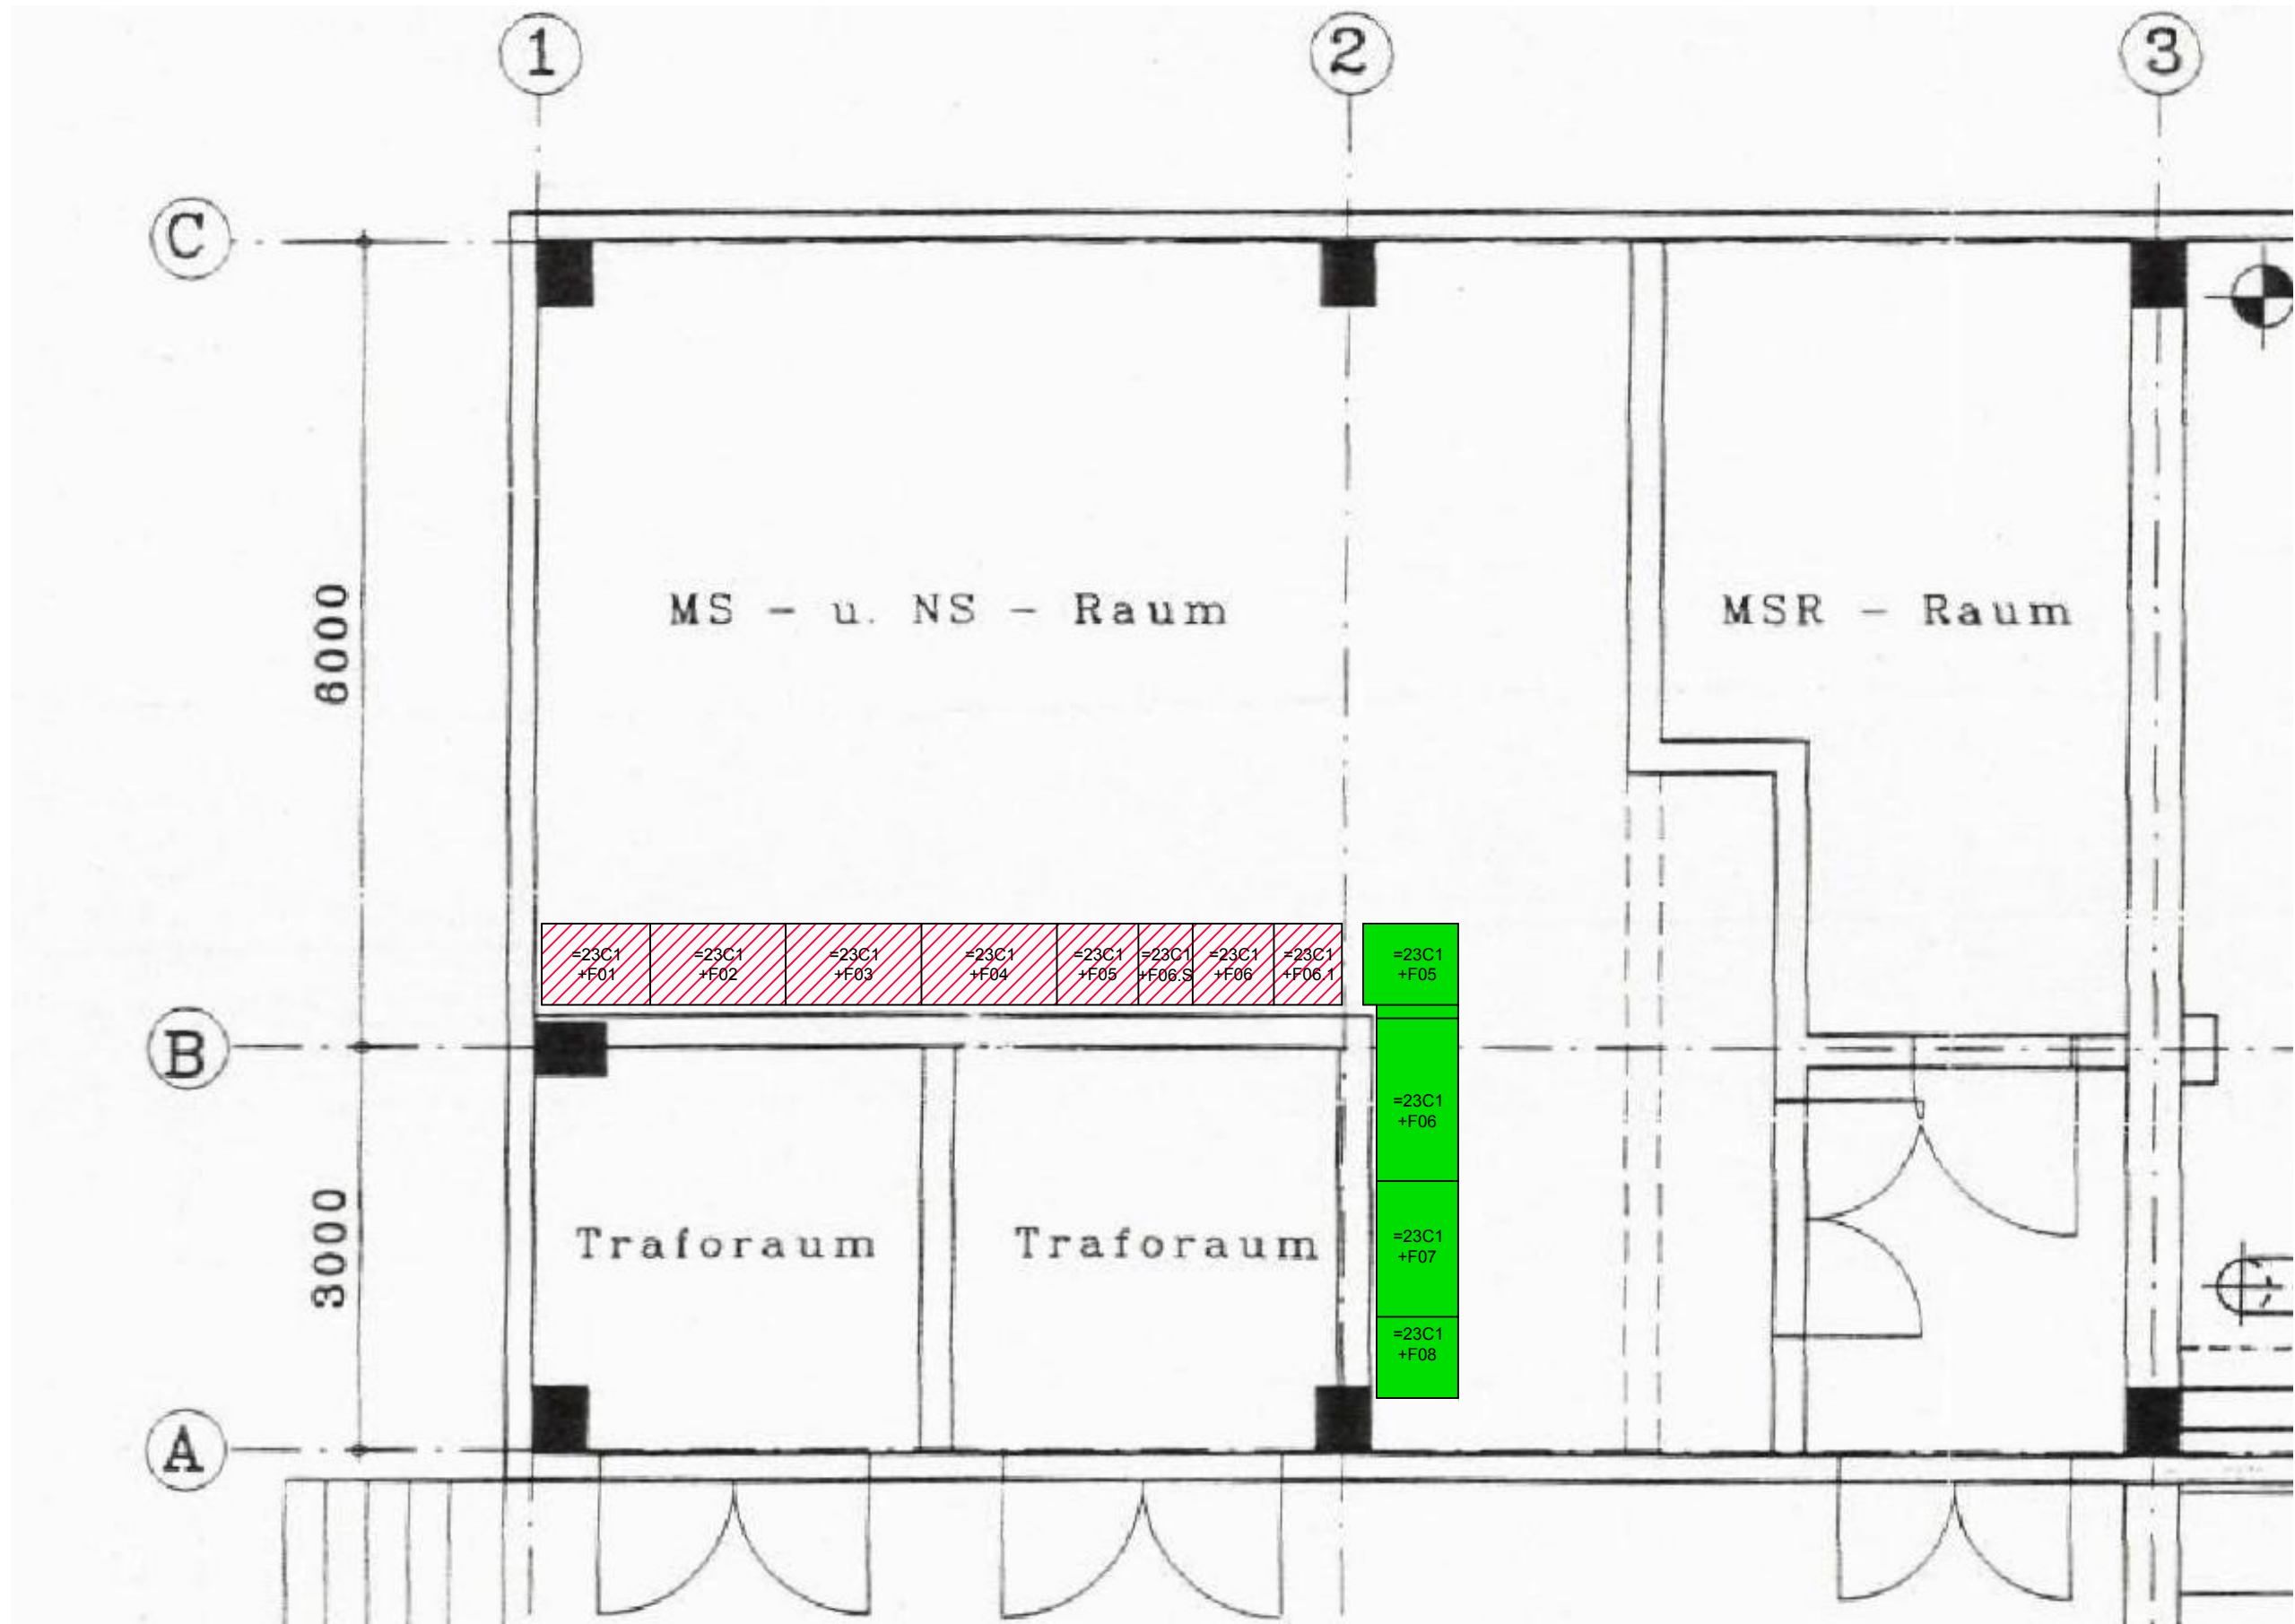 1
2
3
C
6000
MS - u. NS - Raum
MSR - Raum
=23C1
+F01
=23C1
+F02
=23C1
+F03
=23C1
+F04
=23C1
+F05
=23C1
+F06.S
=23C1
+F06
=23C1
+F06.1
=23C1
+F05
B
=23C1
+F06
3000
Traforaum
Traforaum
=23C1
+F07
=23C1
+F08
A